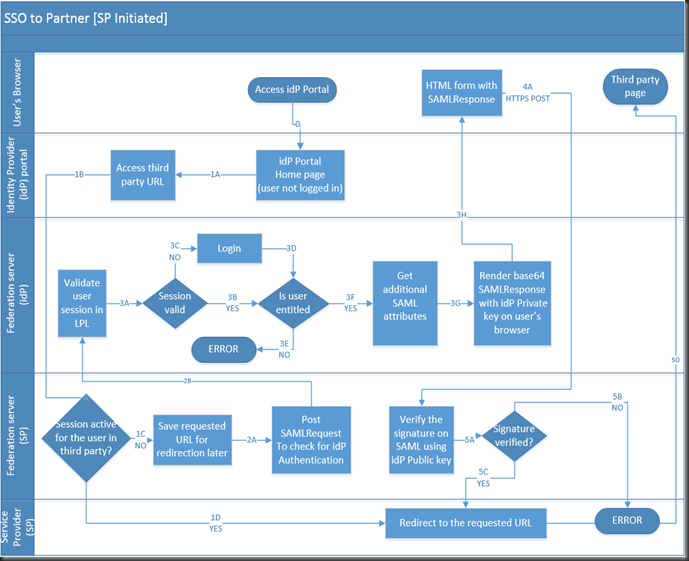 SSO to Partner [SP Initiated]
User's Browser
Access idP Portal
0
HTML form with
SAMLResponse
4A
HTTPS POST
Third party
page
Identity Provider
(idP) portal
1B
Access third
party URL
1A
idP Portal
Home page
(user not logged in)
3H
Federation server
(idP)
Validate
user
session in
LPL
3A
3C
NO
Login
3D
Session
valid
3B
YES
Is user
entitled
3E
NO
ERROR
3F
YES
Get
additional
SAML
attributes
3G
Render base64
SAMLResponse
with idP Private
key on user's
browser
5D
2B
Federation server
(SP)
Session active
for the user in
third party?
1C
NO
Save requested
URL for
redirection later
2A
Post
SAMLRequest
To check for idP
Authentication
Verify the
signature on
SAML using
idP Public key
5A
Signature
verified?
5B
NO
5C
YES
Service
Provider
(SP)
1D
YES
Redirect to the requested URL
ERROR